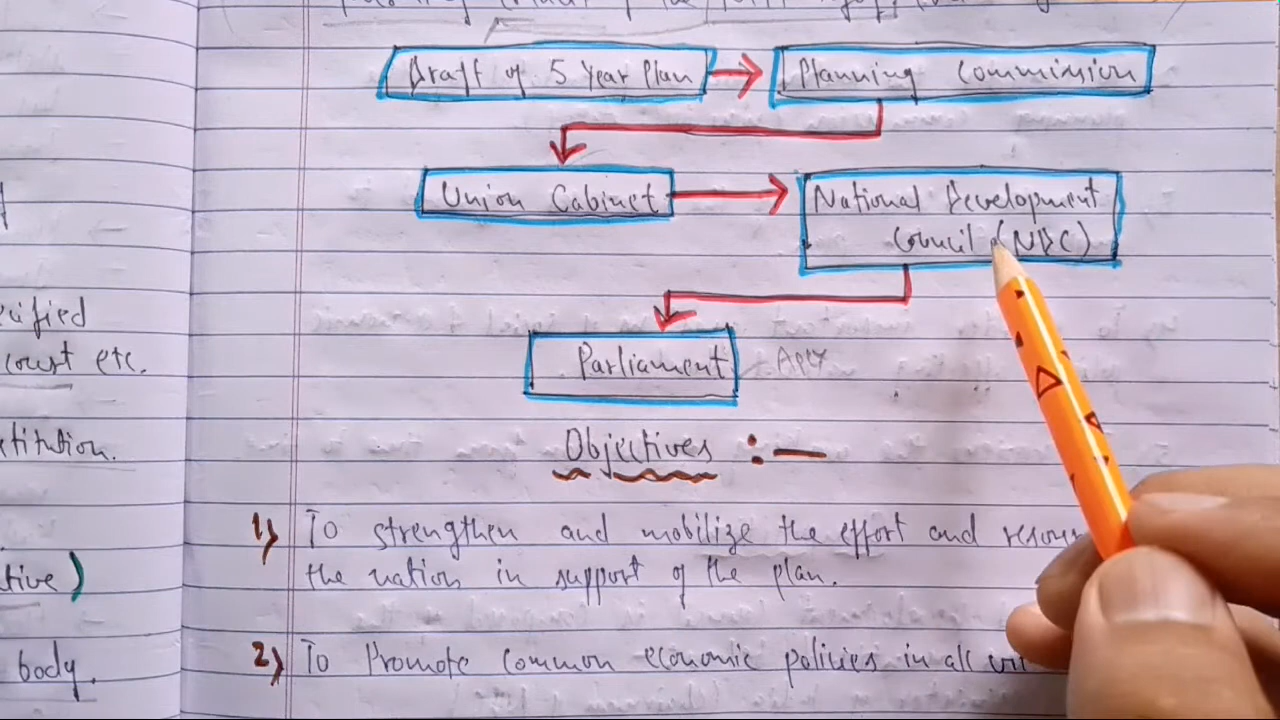 Draft of 5 Year Plan
Planning Commission
Union Cabinet
National Development
Council (NDC)
Parliament - Apex
cified
court etc.
stitution.
tive)
body.
Objectives :-
1) To strengthen and mobilize the effort and resour
the nation in support of the plan.
2) To Promote common economic policies in all